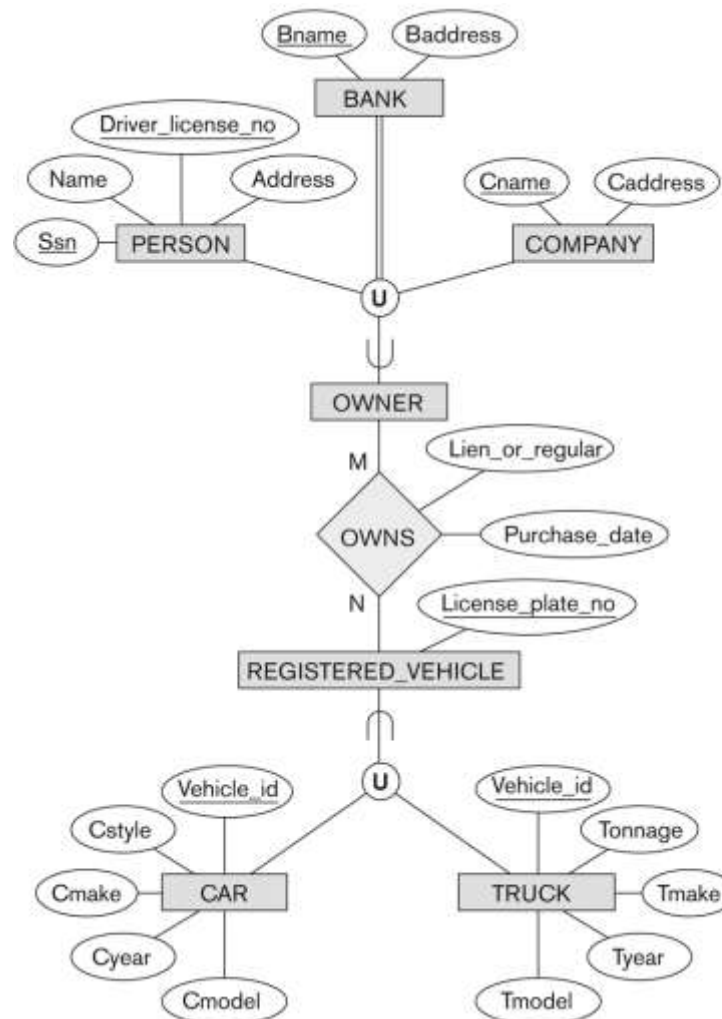 Bname
Baddress
BANK
Driver_license_no
Name
Address
Cname
Caddress
Ssn
PERSON
COMPANY
U
OWNER
M
Lien_or_regular
OWNS
Purchase_date
N
License_plate_no
REGISTERED_VEHICLE
U
Vehicle_id
Vehicle_id
Cstyle
Tonnage
Cmake
CAR
TRUCK
Tmake
Cyear
Tyear
Cmodel
Tmodel